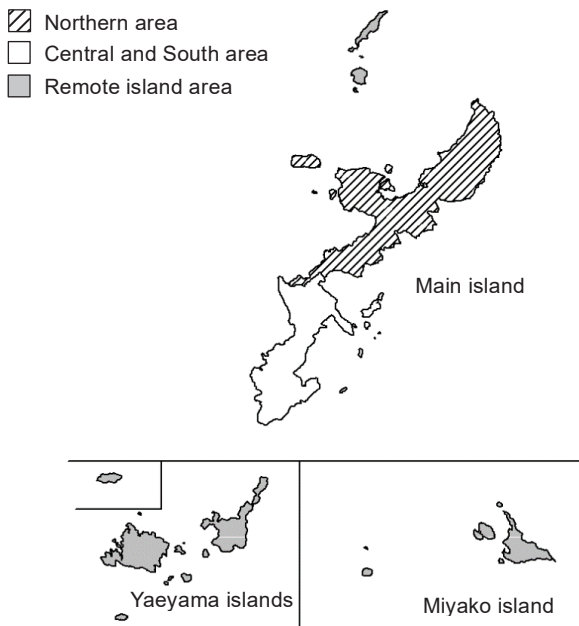 Northern area
Central and South area
Remote island area
Main island
Yaeyama islands
Miyako island